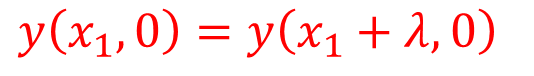 y(x₁, 0) = y(x₁ + λ, 0)